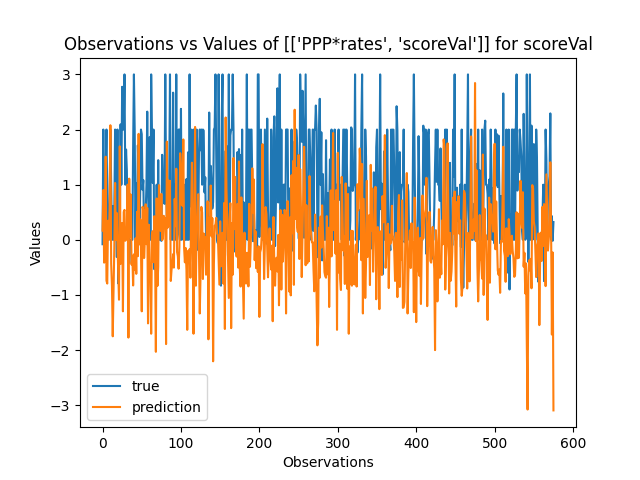 Observations vs Values of [['PPP*rates', 'scoreVal']] for scoreVal
3
2
1
0
−1
−2
−3
Values
true
prediction
0
100
200
300
400
500
600
Observations